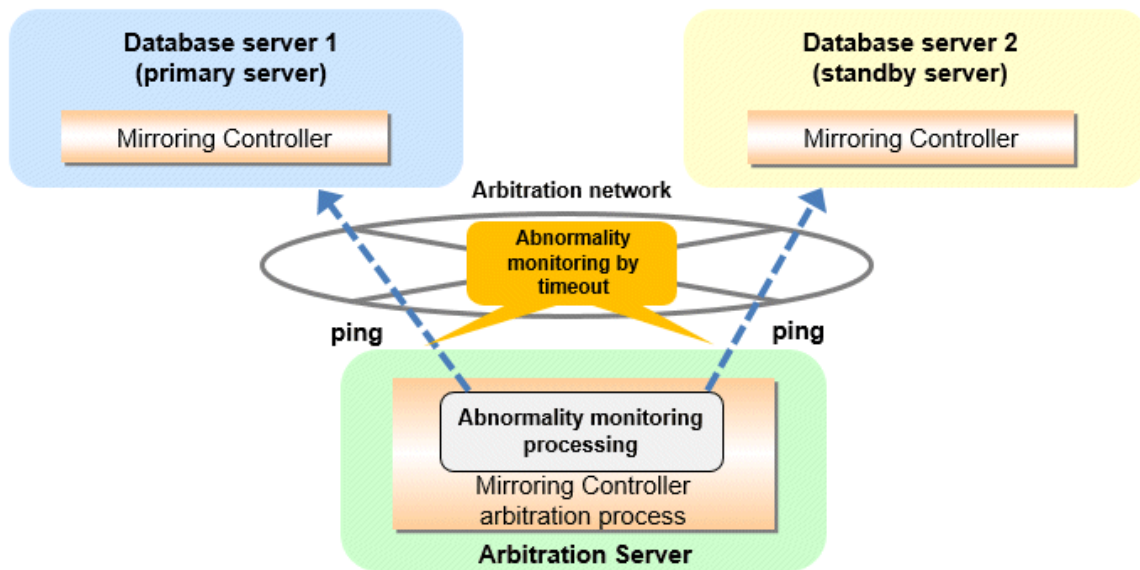 Database server 1
(primary server)
Mirroring Controller
Database server 2
(standby server)
Mirroring Controller
Arbitration network
Abnormality
monitoring by
timeout
ping
ping
Abnormality monitoring
processing
Mirroring Controller
arbitration process
Arbitration Server